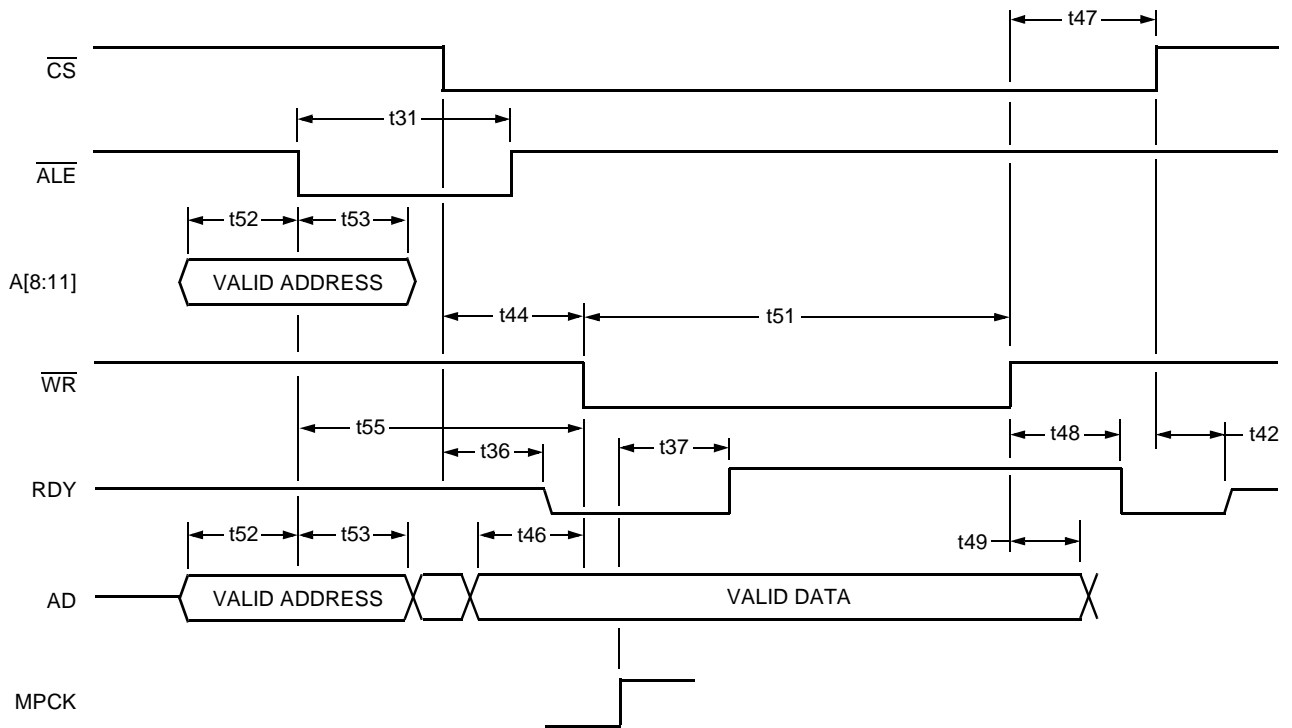 t47
CS
t31
ALE
t52 t53
A[8:11] VALID ADDRESS
t44 t51
WR
t55 t36 t37 t48 t42
RDY
t52 t53 t46 t49
AD VALID ADDRESS VALID DATA
MPCK